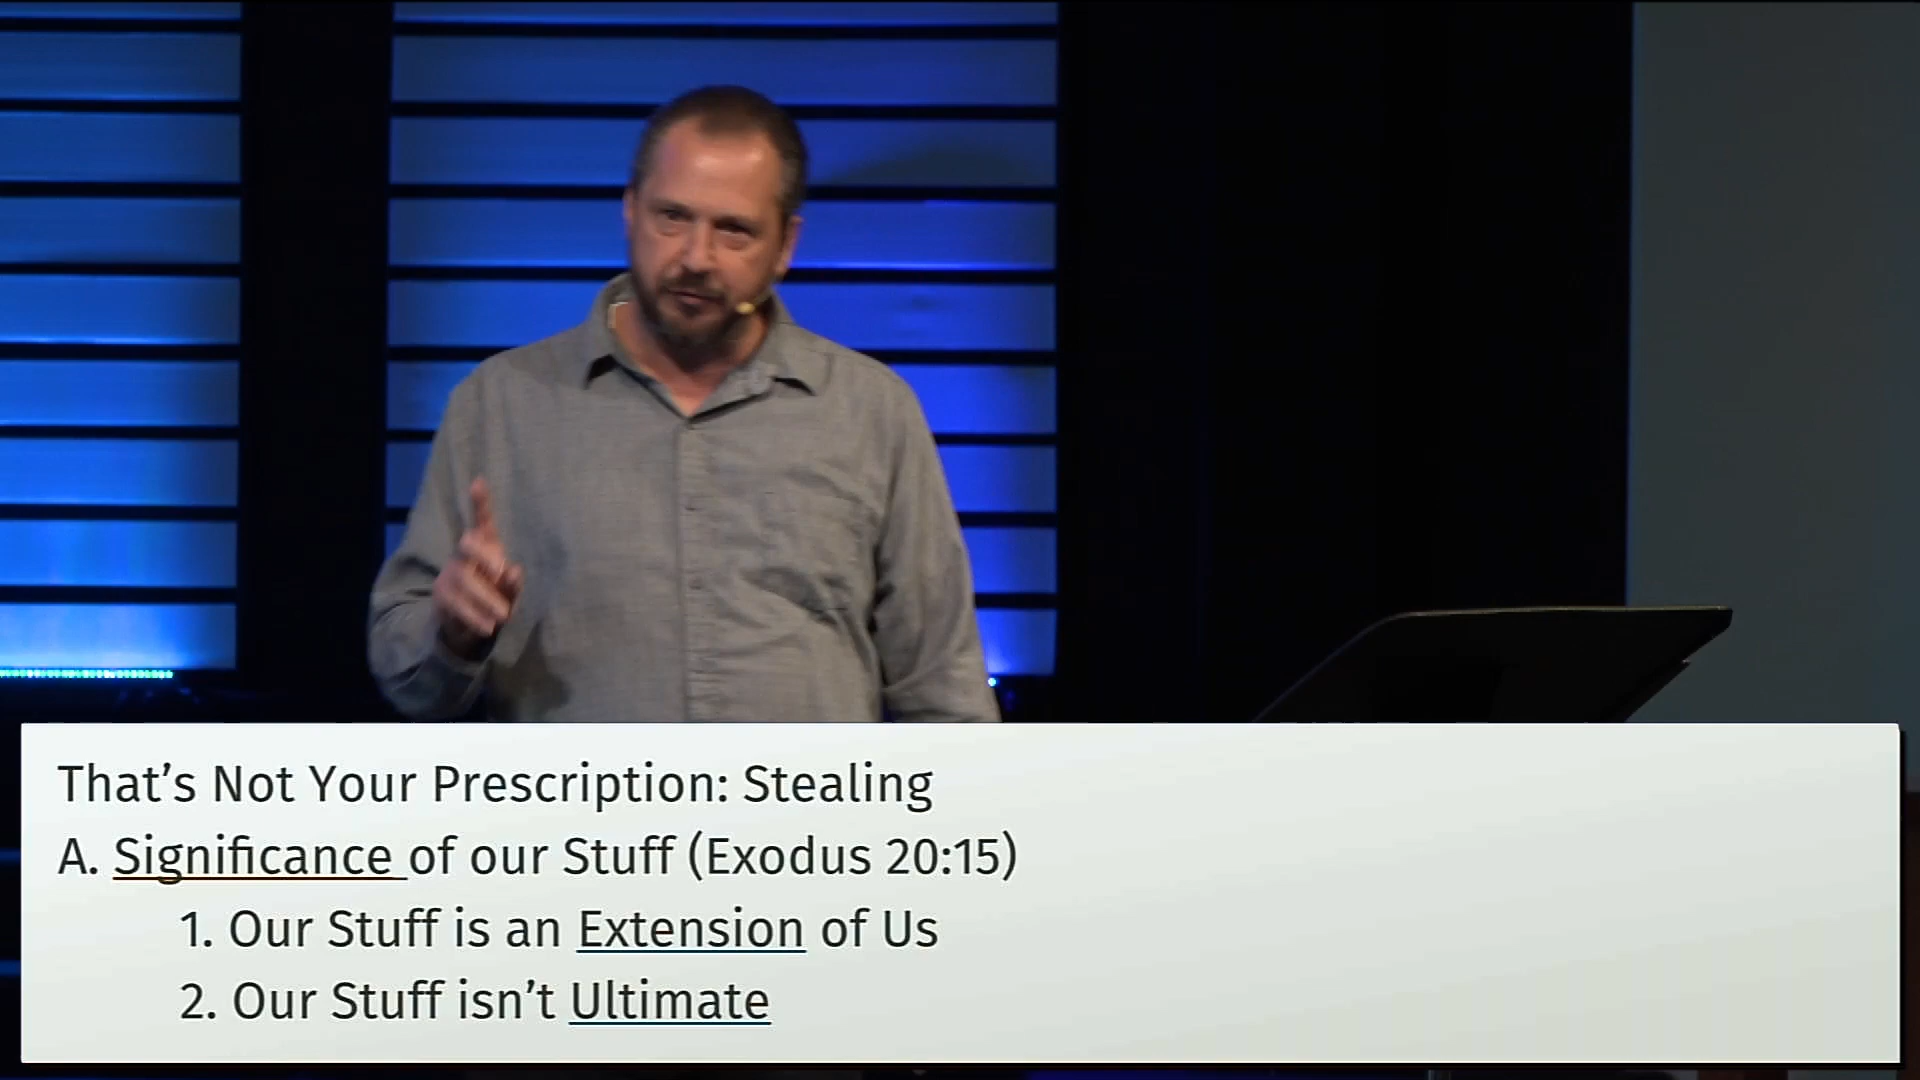 That’s Not Your Prescription: Stealing
A. Significance of our Stuff (Exodus 20:15)
1. Our Stuff is an Extension of Us
2. Our Stuff isn’t Ultimate